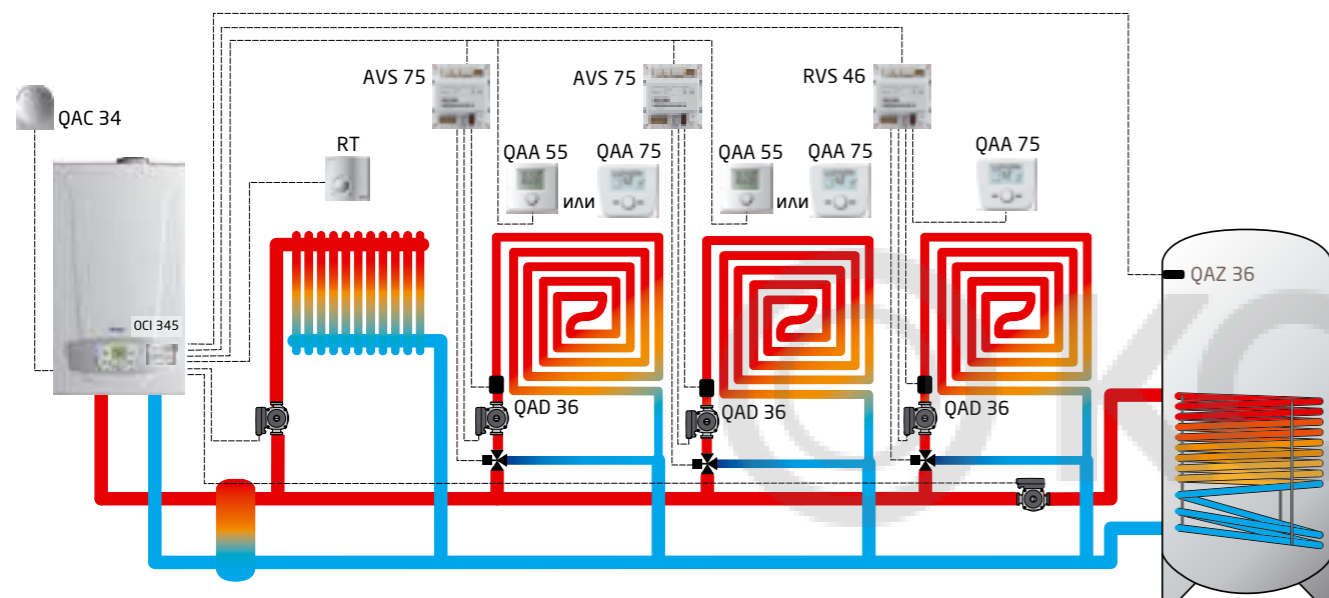 AVS 75
AVS 75
RVS 46
QAC 34
RT
QAA 55
QAA 75
QAA 55
QAA 75
QAA 75
или
или
QAZ 36
OCI 345
QAD 36
QAD 36
QAD 36